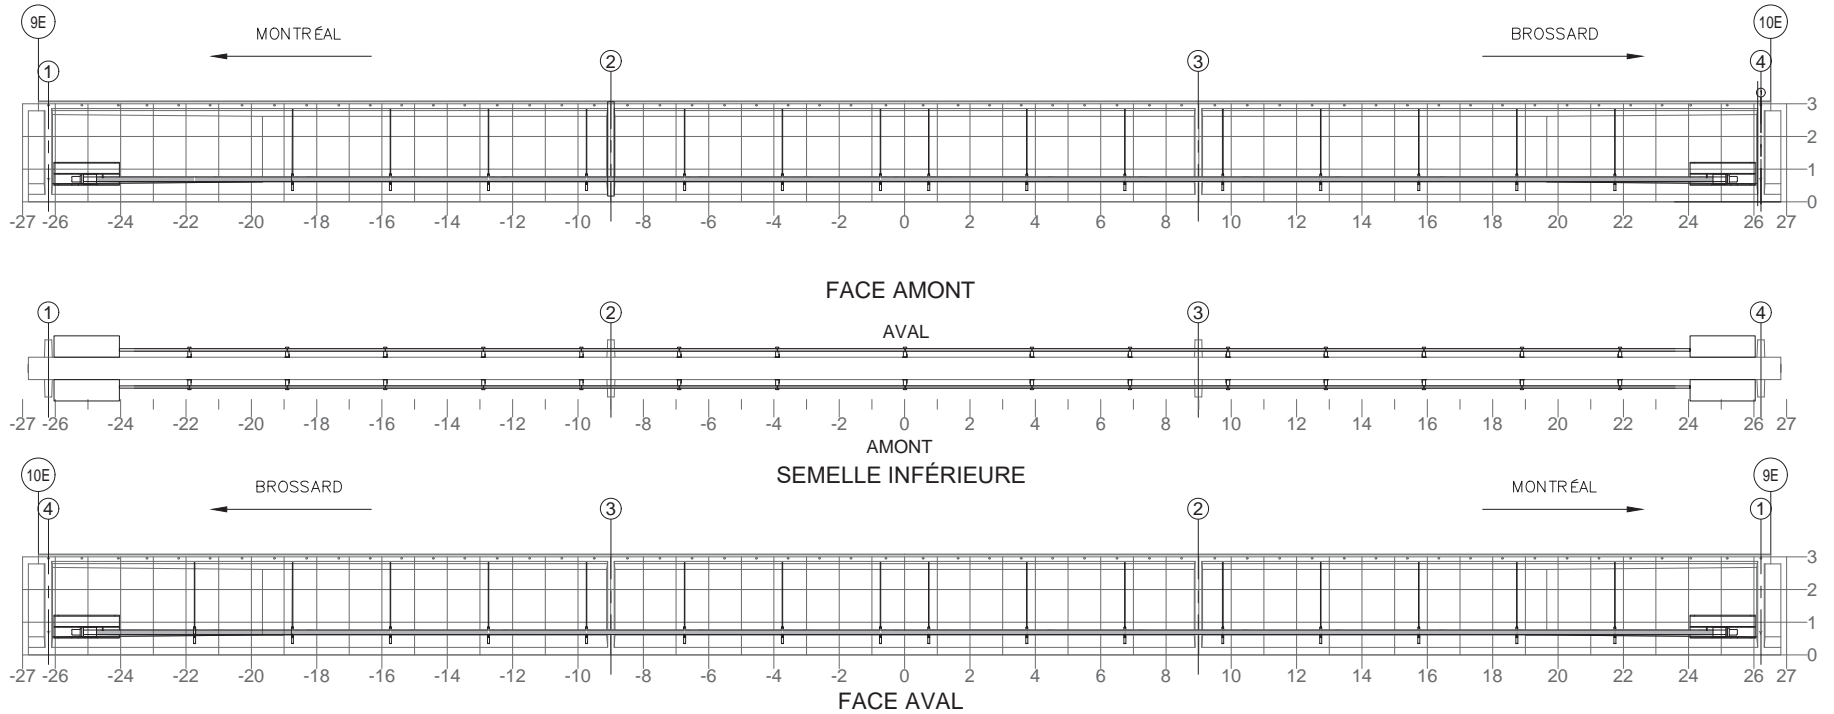 9E 10E
MONTRÉAL BROSSARD
1 2 3 4
3
2
1
0
-27 -26 -24 -22 -20 -18 -16 -14 -12 -10 -8 -6 -4 -2 0 2 4 6 8 10 12 14 16 18 20 22 24 26 27
FACE AMONT
1 2 3 4
AVAL
-27 -26 -24 -22 -20 -18 -16 -14 -12 -10 -8 -6 -4 -2 0 2 4 6 8 10 12 14 16 18 20 22 24 26 27
AMONT
SEMELLE INFÉRIEURE
10E 9E
BROSSARD MONTRÉAL
4 3 2 1
3
2
1
0
-27 -26 -24 -22 -20 -18 -16 -14 -12 -10 -8 -6 -4 -2 0 2 4 6 8 10 12 14 16 18 20 22 24 26 27
FACE AVAL